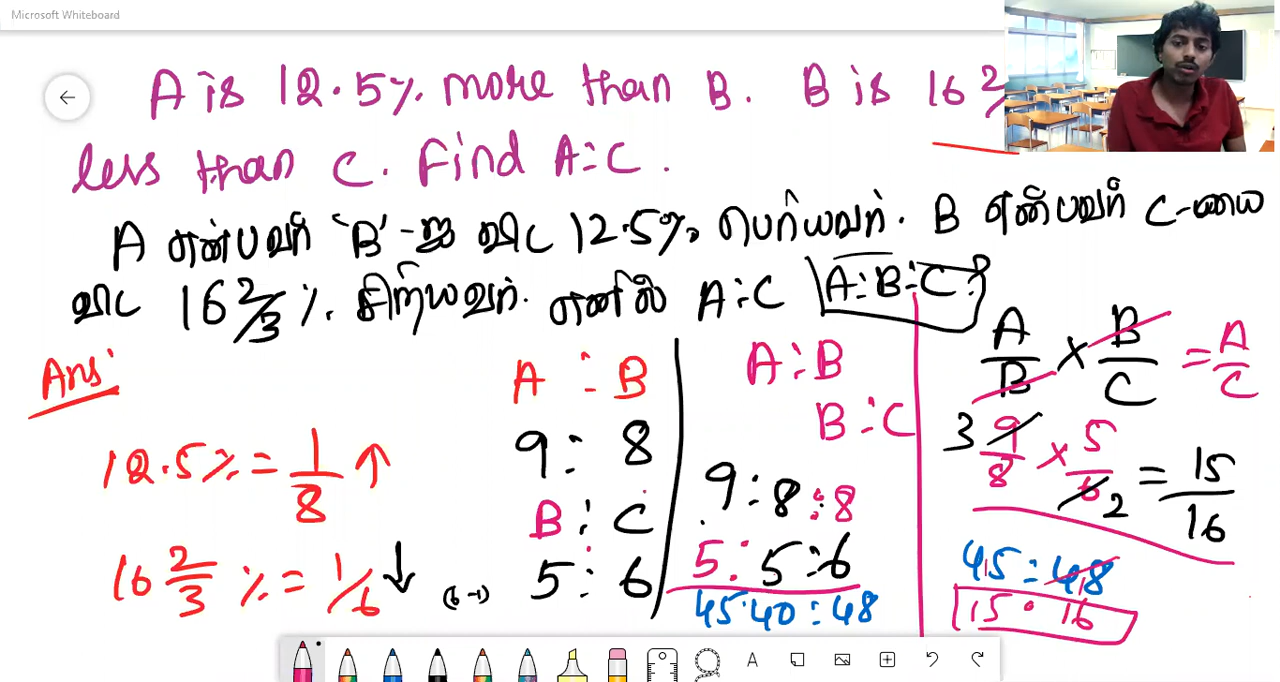 Microsoft Whiteboard
A is 12.5% more than B. B is 16 2/
less than C. Find A:C.
A என்பவர் 'B'-ஐ விட 12.5% பெரியவர். B என்பவர் C-யை
விட 16 2/3 %. சிறியவர். எனில் A:C A:B:C?
Ans:
12.5% = 1/8 ↑
16 2/3 % = 1/6 ↓
(6-1)
A : B
9 : 8
B : C
5 : 6
A : B
B : C
9 : 8 : 8
5 : 5 : 6
45:40:48
A/B × B/C = A/C
3 9/8 × 5/6 2 = 15/16
45 : 48
15 : 16
A